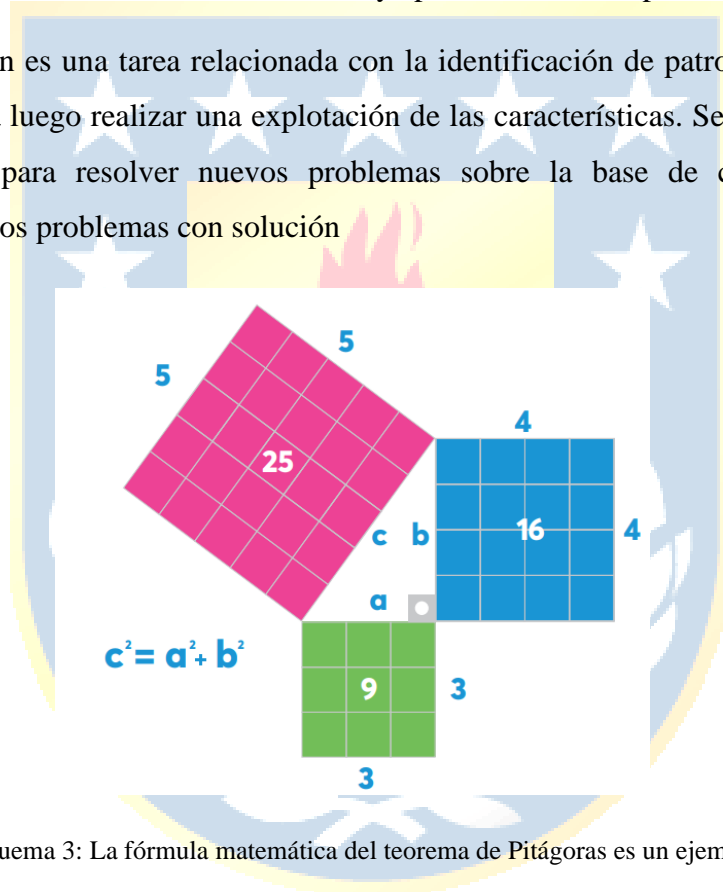 n es una tarea relacionada con la identificación de patro
luego realizar una explotación de las características. Se
para resolver nuevos problemas sobre la base de
os problemas con solución
5
5
4
25
c b
16
4
a
c²= a²+ b²
9
3
3
uema 3: La fórmula matemática del teorema de Pitágoras es un ejem